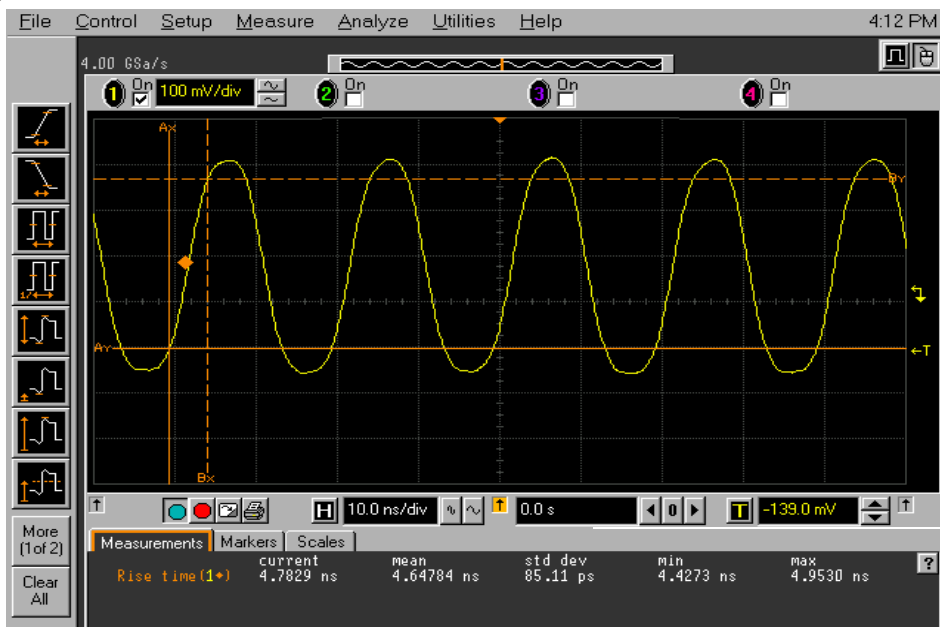 File Control Setup Measure Analyze Utilities Help 4:12 PM
4.00 GSa/s
1 On 100 mV/div 2 On 3 On 4 On
Ax
By
Ay
T
Bx
H 10.0 ns/div 0.0 s 0 T -139.0 mV
More
(1 of 2)
Clear
All
Measurements Markers Scales
current mean std dev min max
Rise time(1) 4.7829 ns 4.64784 ns 85.11 ps 4.4273 ns 4.9530 ns
?